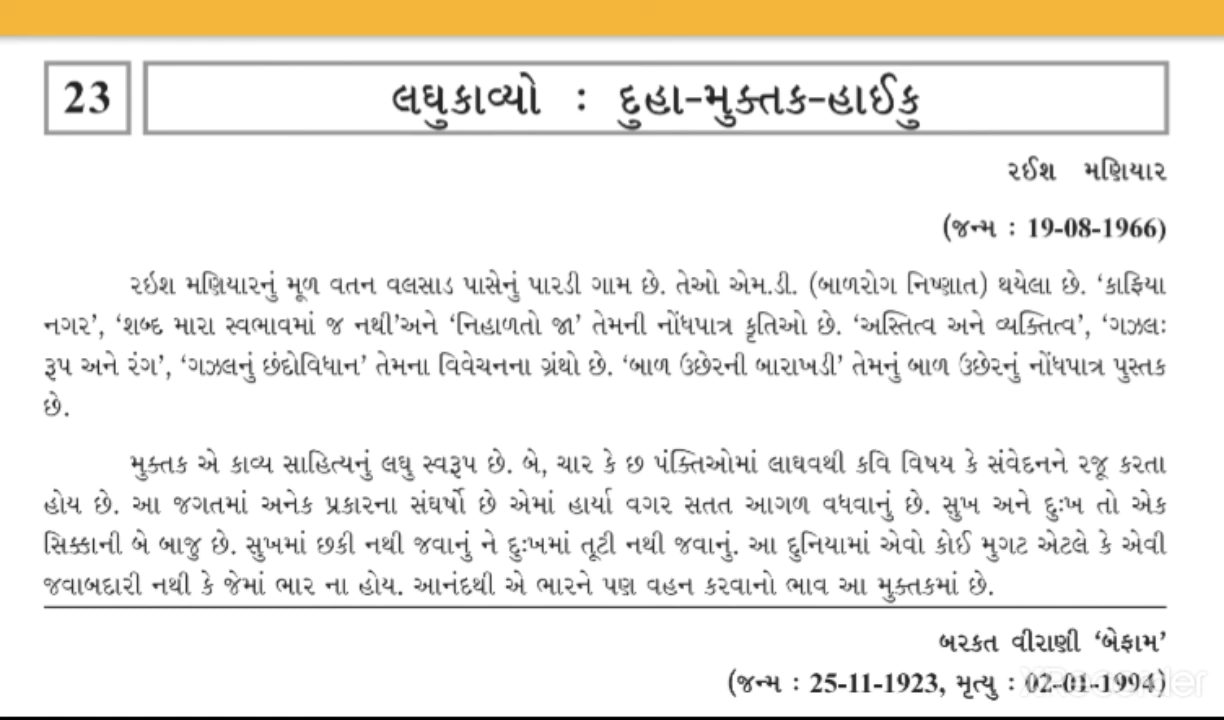 23
લઘુકાવ્યો : દુહા-મુક્તક-હાઈકુ
રઈશ મણિયાર
(જન્મ : 19-08-1966)
રઇશ મણિયારનું મૂળ વતન વલસાડ પાસેનું પારડી ગામ છે. તેઓ એમ.ડી. (બાળરોગ નિષ્ણાત) થયેલા છે. ‘કાફિયા
નગર’, ‘શબ્દ મારા સ્વભાવમાં જ નથી’અને ‘નિહાળતો જા’ તેમની નોંધપાત્ર કૃતિઓ છે. ‘અસ્તિત્વ અને વ્યક્તિત્વ’, ‘ગઝલઃ
રૂપ અને રંગ’, ‘ગઝલનું છંદોવિધાન’ તેમના વિવેચનના ગ્રંથો છે. ‘બાળ ઉછેરની બારાખડી’ તેમનું બાળ ઉછેરનું નોંધપાત્ર પુસ્તક
છે.
મુક્તક એ કાવ્ય સાહિત્યનું લઘુ સ્વરૂપ છે. બે, ચાર કે છ પંક્તિઓમાં લાઘવથી કવિ વિષય કે સંવેદનને રજૂ કરતા
હોય છે. આ જગતમાં અનેક પ્રકારના સંઘર્ષો છે એમાં હાર્યા વગર સતત આગળ વધવાનું છે. સુખ અને દુઃખ તો એક
સિક્કાની બે બાજુ છે. સુખમાં છકી નથી જવાનું ને દુઃખમાં તૂટી નથી જવાનું. આ દુનિયામાં એવો કોઈ મુગટ એટલે કે એવી
જવાબદારી નથી કે જેમાં ભાર ના હોય. આનંદથી એ ભારને પણ વહન કરવાનો ભાવ આ મુક્તકમાં છે.
બરકત વીરાણી ‘બેફામ’
(જન્મ : 25-11-1923, મૃત્યુ : 02-01-1994)
XRecorder